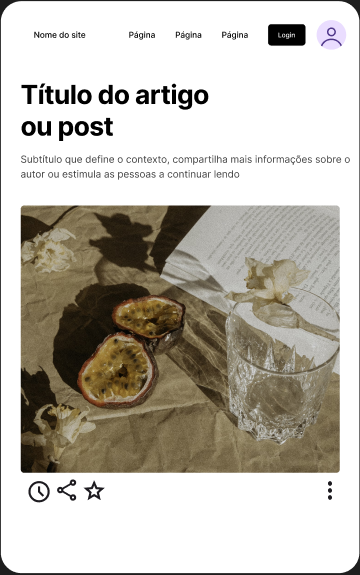 Nome do site
Página
Página
Página
Login
Título do artigo
ou post
Subtítulo que define o contexto, compartilha mais informações sobre o
autor ou estimula as pessoas a continuar lendo